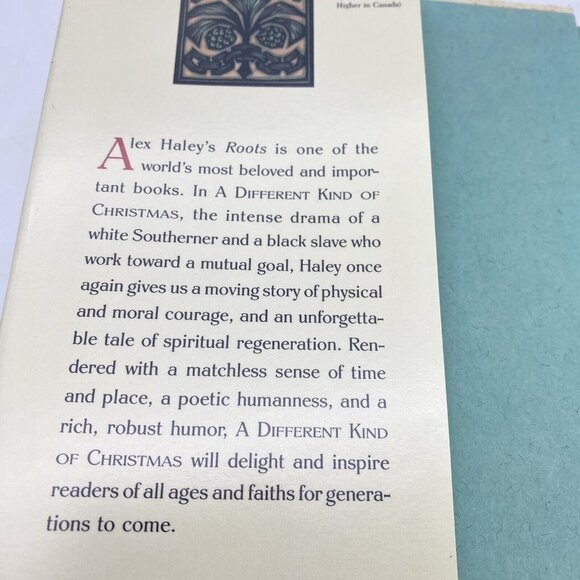 Higher in Canada)
Alex Haley's Roots is one of the
world's most beloved and impor-
tant books. In A DIFFERENT KIND OF
CHRISTMAS, the intense drama of a
white Southerner and a black slave who
work toward a mutual goal, Haley once
again gives us a moving story of physical
and moral courage, and an unforgetta-
ble tale of spiritual regeneration. Ren-
dered with a matchless sense of time
and place, a poetic humanness, and a
rich, robust humor, A DIFFERENT KIND
OF CHRISTMAS will delight and inspire
readers of all ages and faiths for genera-
tions to come.